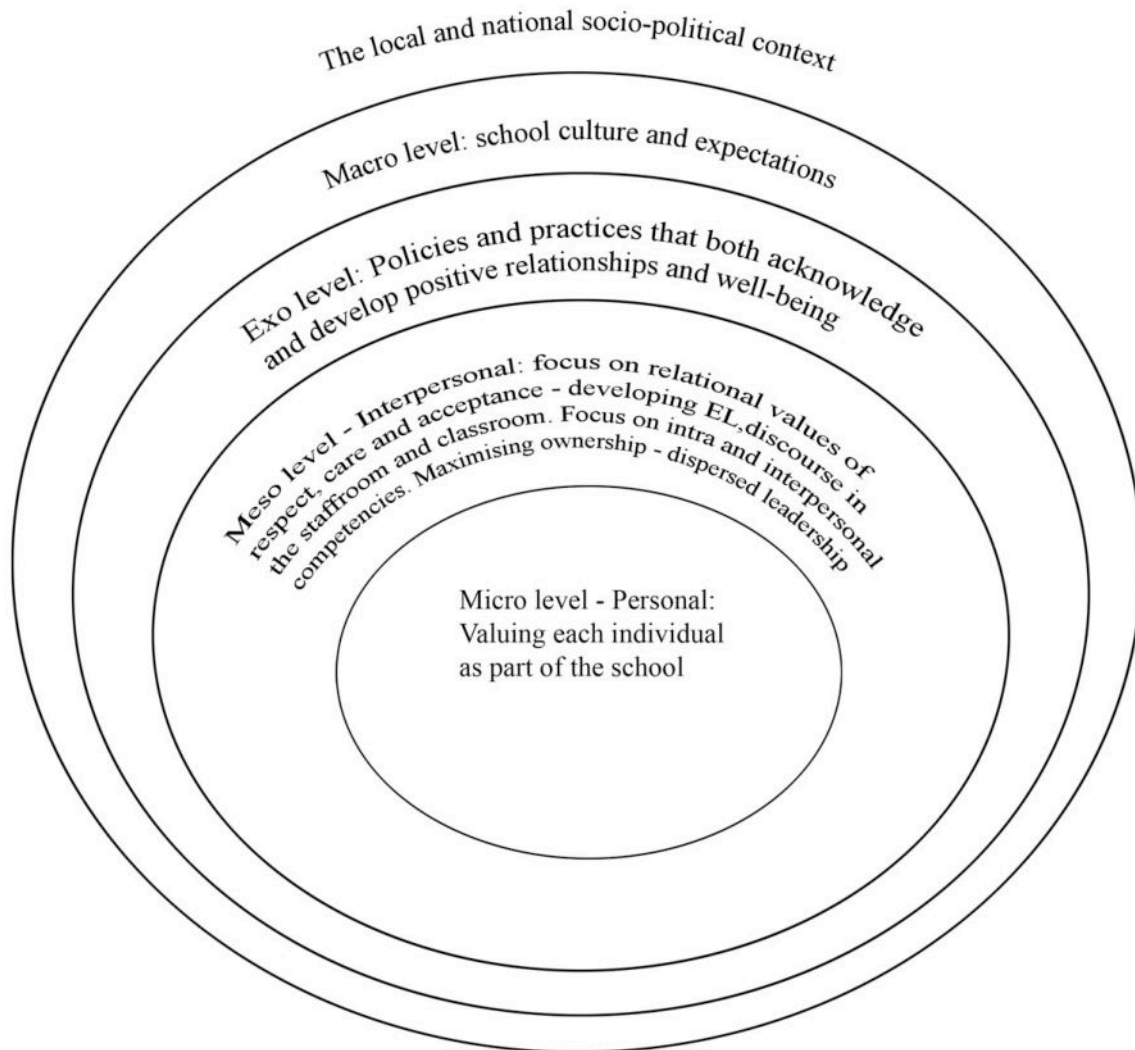 The local and national socio-political context
Macro level: school culture and expectations
Exo level: Policies and practices that both acknowledge
and develop positive relationships and well-being
Meso level - Interpersonal: focus on relational values of
respect, care and acceptance - developing EL,discourse in
the staffroom and classroom. Focus on intra and interpersonal
competencies. Maximising ownership - dispersed leadership
Micro level - Personal:
Valuing each individual
as part of the school